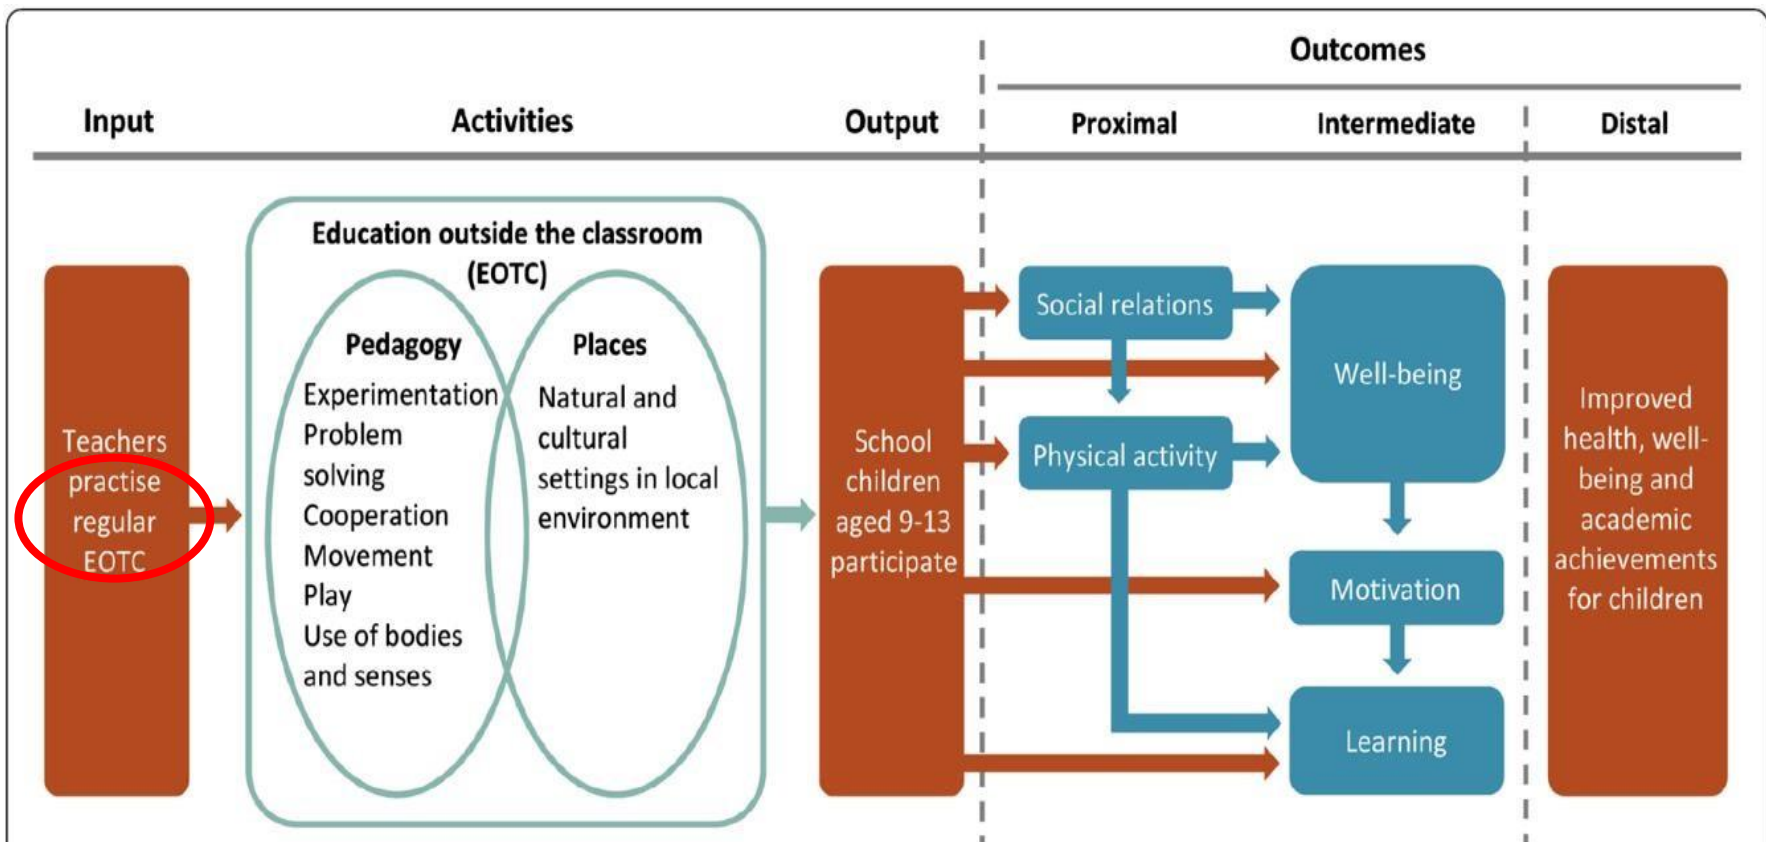 Outcomes
Input
Activities
Output
Proximal
Intermediate
Distal
Teachers
practise
regular
EOTC
Education outside the classroom
(EOTC)
Pedagogy
Experimentation
Problem
solving
Cooperation
Movement
Play
Use of bodies
and senses
Places
Natural and
cultural
settings in local
environment
School
children
aged 9-13
participate
Social relations
Physical activity
Well-being
Motivation
Learning
Improved
health, well-
being and
academic
achievements
for children